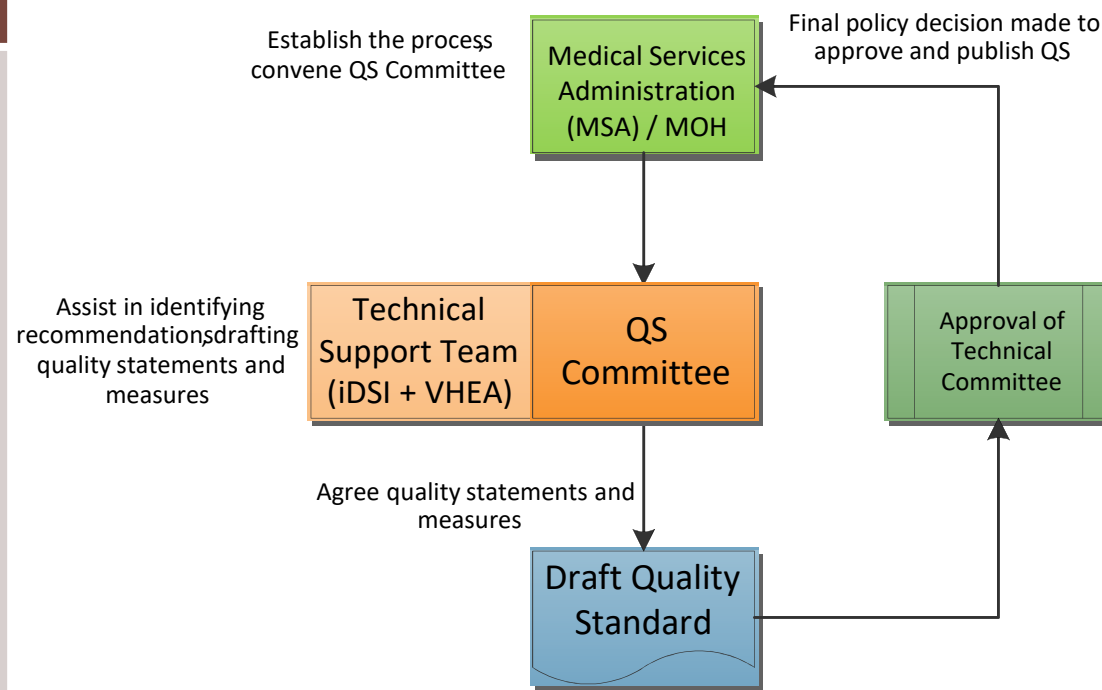 Establish the process,
convene QS Committee
Medical Services
Administration
(MSA) / MOH
Final policy decision made to
approve and publish QS
Assist in identifying
recommendations,drafting
quality statements and
measures
Technical
Support Team
(iDSI + VHEA)
QS
Committee
Approval of
Technical
Committee
Agree quality statements and
measures
Draft Quality
Standard